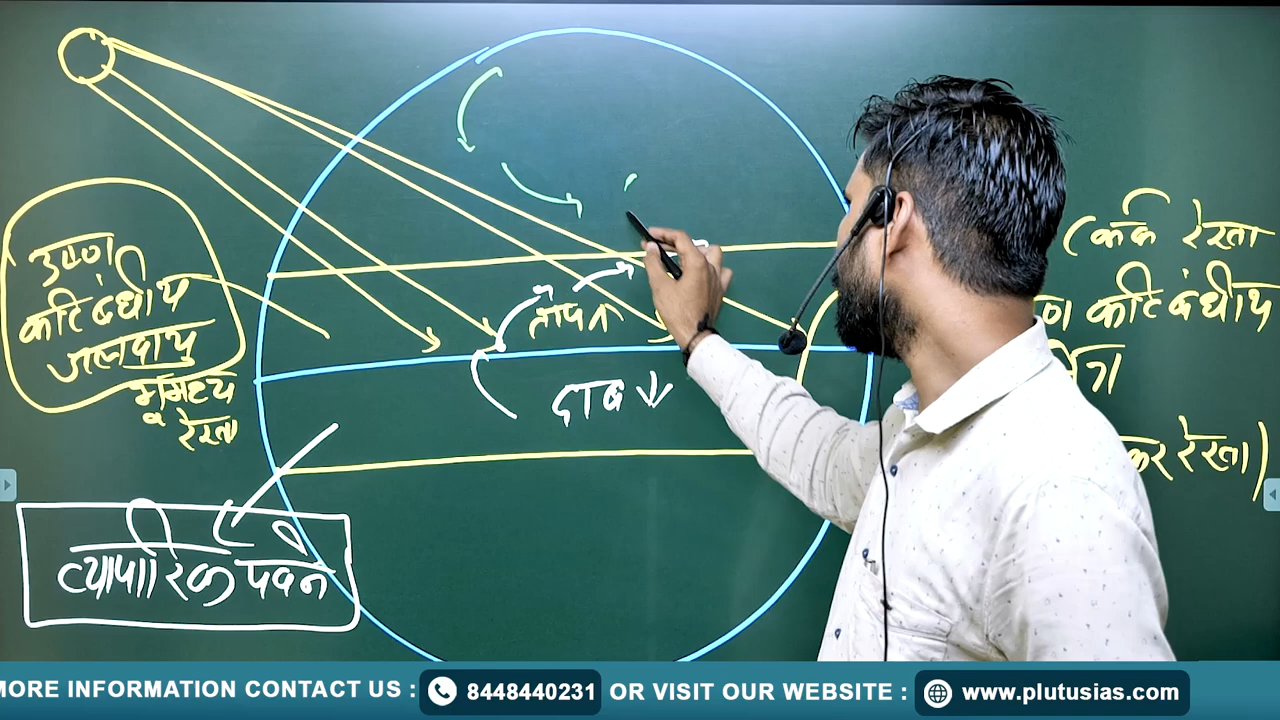 उष्ण
कटिबंधीय
जलवायु
भूमध्य
रेखा
तापन
दाब ↓
(कर्क रेखा
ण कटिबंधीय
कर रेखा)
व्यापारिक पवन
MORE INFORMATION CONTACT US : 8448440231 OR VISIT OUR WEBSITE : www.plutusias.com